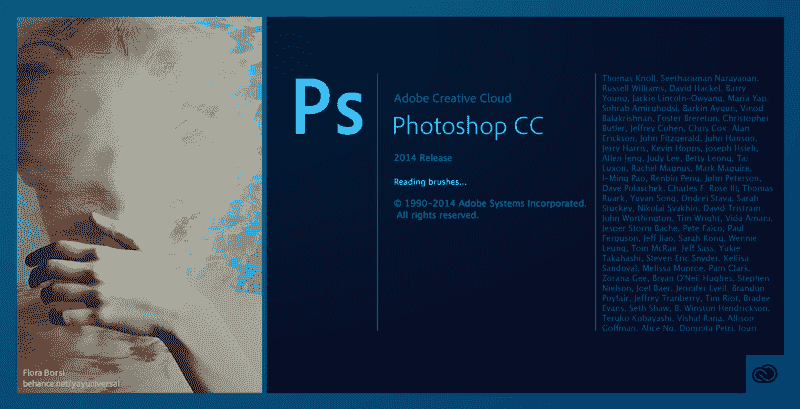 Ps
Adobe Creative Cloud
Photoshop CC
2014 Release
Reading brushes...
© 1990-2014 Adobe Systems Incorporated.
All rights reserved.
Thomas Knoll, Seetharaman Narayanan,
Russell Williams, David Hackel, Barry
Young, Jackie Lincoln-Owyang, Maria Yap
Sohrab Amirghodsi, Barkin Aygun, Vinod
Balakrishnan, Foster Brereton, Christopher
Butler, Jeffrey Cohen, Chris Cox, Alan
Erickson, John Fitzgerald, John Hanson,
Jerry Harris, Kevin Hopps, Joseph Hsieh,
Allen Jeng, Judy Lee, Betty Leong, Tai
Luxon, Rachel Magnus, Mark Maguire,
I-Ming Pao, Renbin Peng, John Peterson,
Dave Polaschek, Charles F. Rose III, Thomas
Ruark, Yuyan Song, Ondrej Stava, Sarah
Stuckey, Nikolai Svakhin, David Tristram
John Worthington, Tim Wright, Vida Amani,
Jesper Storm Bache, Pete Falco, Paul
Ferguson, Jeff Jian, Sarah Kong, Wennie
Leung, Tom McRae, Jeff Sass, Yukie
Takahashi, Steven Eric Snyder, Kellisa
Sandoval, Melissa Monroe, Pam Clark,
Zorana Gee, Bryan O'Neil Hughes, Stephen
Nielson, Joel Baer, Jennifer Lyell, Brandon
Pfeifer, Jeffrey Tranberry, Tim Riot,
Evans, Seth Shaw, B. Winston Hendrickson,
Teruko Kobayashi, Vishal Rana, Allison
Goffman, Alice No, Domnita Petri,
Flora Borsi
behance.net/yayuniversal